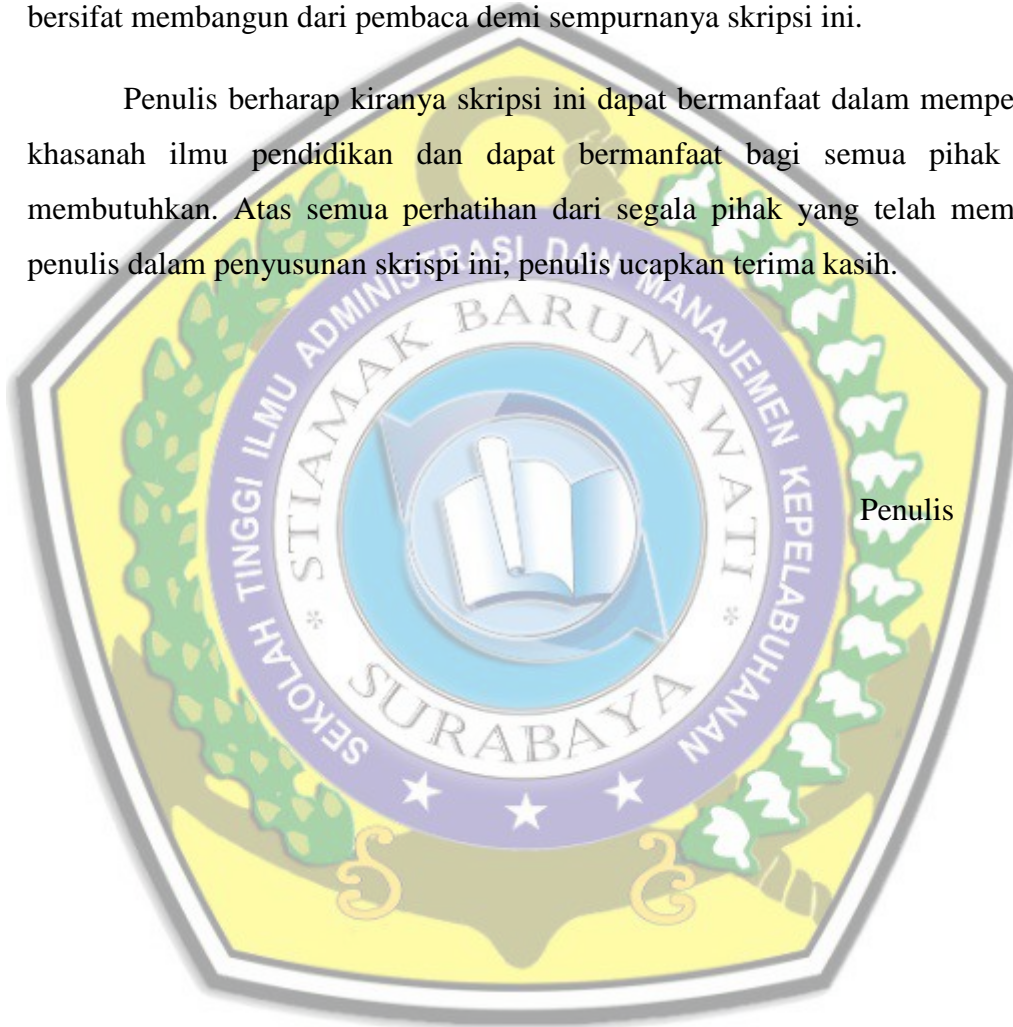 bersifat membangun dari pembaca demi sempurnanya skripsi ini.
Penulis berharap kiranya skripsi ini dapat bermanfaat dalam mempe
khasanah ilmu pendidikan dan dapat bermanfaat bagi semua pihak
membutuhkan. Atas semua perhatihan dari segala pihak yang telah mem
penulis dalam penyusunan skrispi ini, penulis ucapkan terima kasih.
Penulis
SEKOLAH TINGGI ILMU ADMINISTRASI DAN MANAJEMEN KEPELABUHANAN
STIAMAK BARUNAWATI
* SURABAYA *